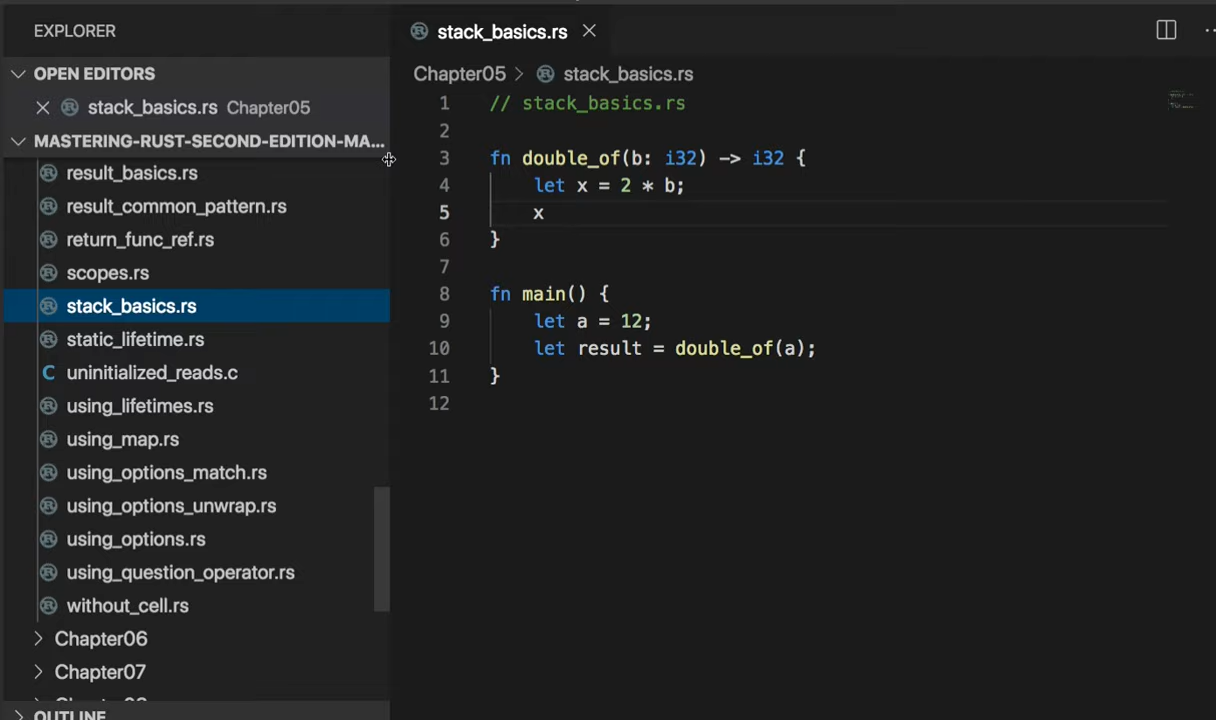 EXPLORER
OPEN EDITORS
stack_basics.rs Chapter05
MASTERING-RUST-SECOND-EDITION-MA...
result_basics.rs
result_common_pattern.rs
return_func_ref.rs
scopes.rs
stack_basics.rs
static_lifetime.rs
C uninitialized_reads.c
using_lifetimes.rs
using_map.rs
using_options_match.rs
using_options_unwrap.rs
using_options.rs
using_question_operator.rs
without_cell.rs
Chapter06
Chapter07
OUTLINE
stack_basics.rs
Chapter05 > stack_basics.rs
1 // stack_basics.rs
2
3 fn double_of(b: i32) -> i32 {
4 let x = 2 * b;
5 x
6 }
7
8 fn main() {
9 let a = 12;
10 let result = double_of(a);
11 }
12